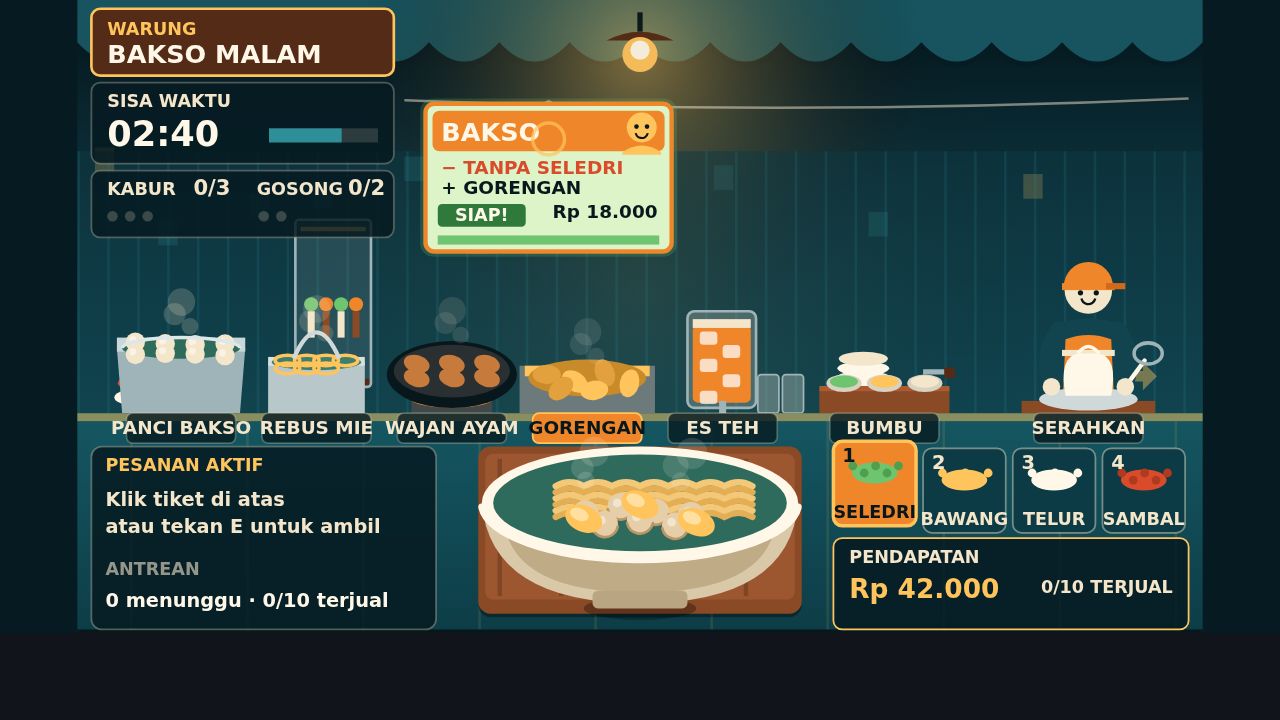 WARUNG
BAKSO MALAM
SISA WAKTU
02:40
KABUR 0/3 GOSONG 0/2
BAKSO
− TANPA SELEDRI
+ GORENGAN
SIAP! Rp 18.000
PANCI BAKSO REBUS MIE WAJAN AYAM GORENGAN ES TEH BUMBU SERAHKAN
PESANAN AKTIF
Klik tiket di atas
atau tekan E untuk ambil
ANTREAN
0 menunggu · 0/10 terjual
1 2 3 4
SELEDRI BAWANG TELUR SAMBAL
PENDAPATAN
Rp 42.000 0/10 TERJUAL